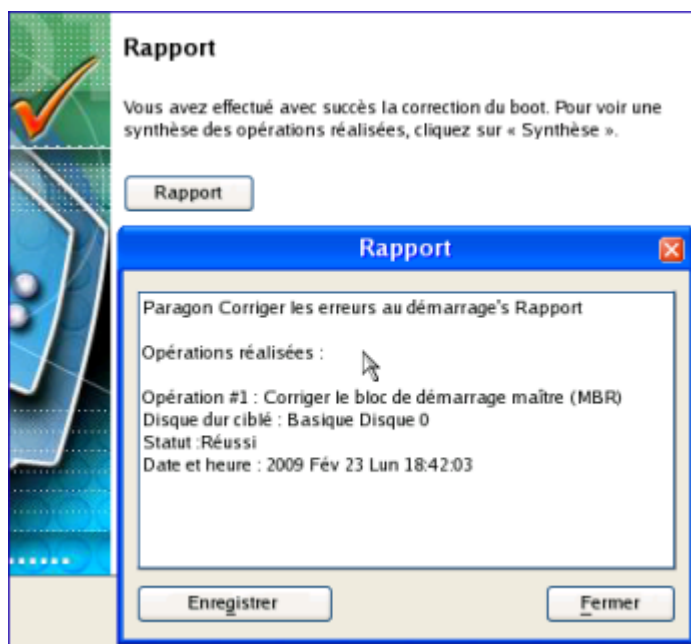 Rapport
Vous avez effectué avec succès la correction du boot. Pour voir une
synthèse des opérations réalisées, cliquez sur « Synthèse ».
Rapport
Rapport
Paragon Corriger les erreurs au démarrage's Rapport
Opérations réalisées :
Opération #1 : Corriger le bloc de démarrage maître (MBR)
Disque dur ciblé : Basique Disque 0
Statut :Réussi
Date et heure : 2009 Fév 23 Lun 18:42:03
Enregistrer
Fermer